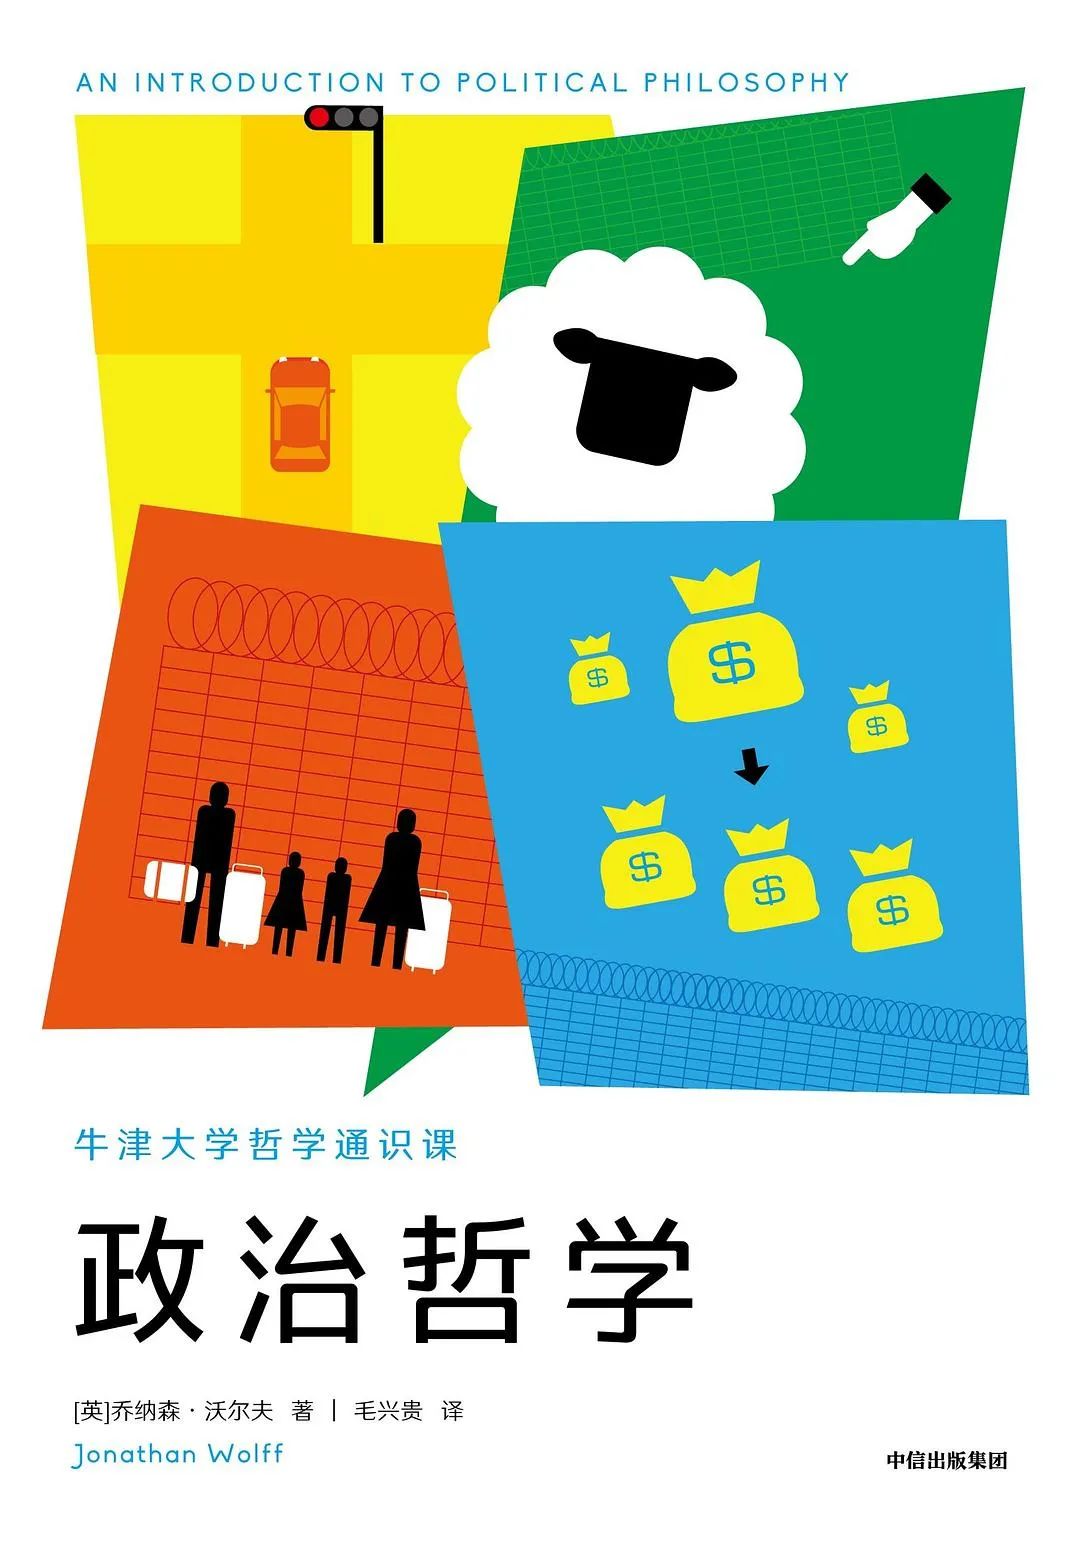 AN INTRODUCTION TO POLITICAL PHILOSOPHY
$
$
$
$
$
$
牛津大学哲学通识课
政治哲学
[英]乔纳森·沃尔夫 著 | 毛兴贵 译
Jonathan Wolff
中信出版集团